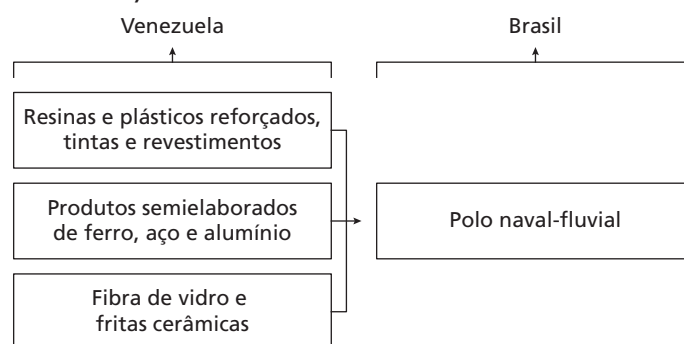 Venezuela
Brasil
Resinas e plásticos reforçados,
tintas e revestimentos
Produtos semielaborados
de ferro, aço e alumínio
Polo naval-fluvial
Fibra de vidro e
fritas cerâmicas